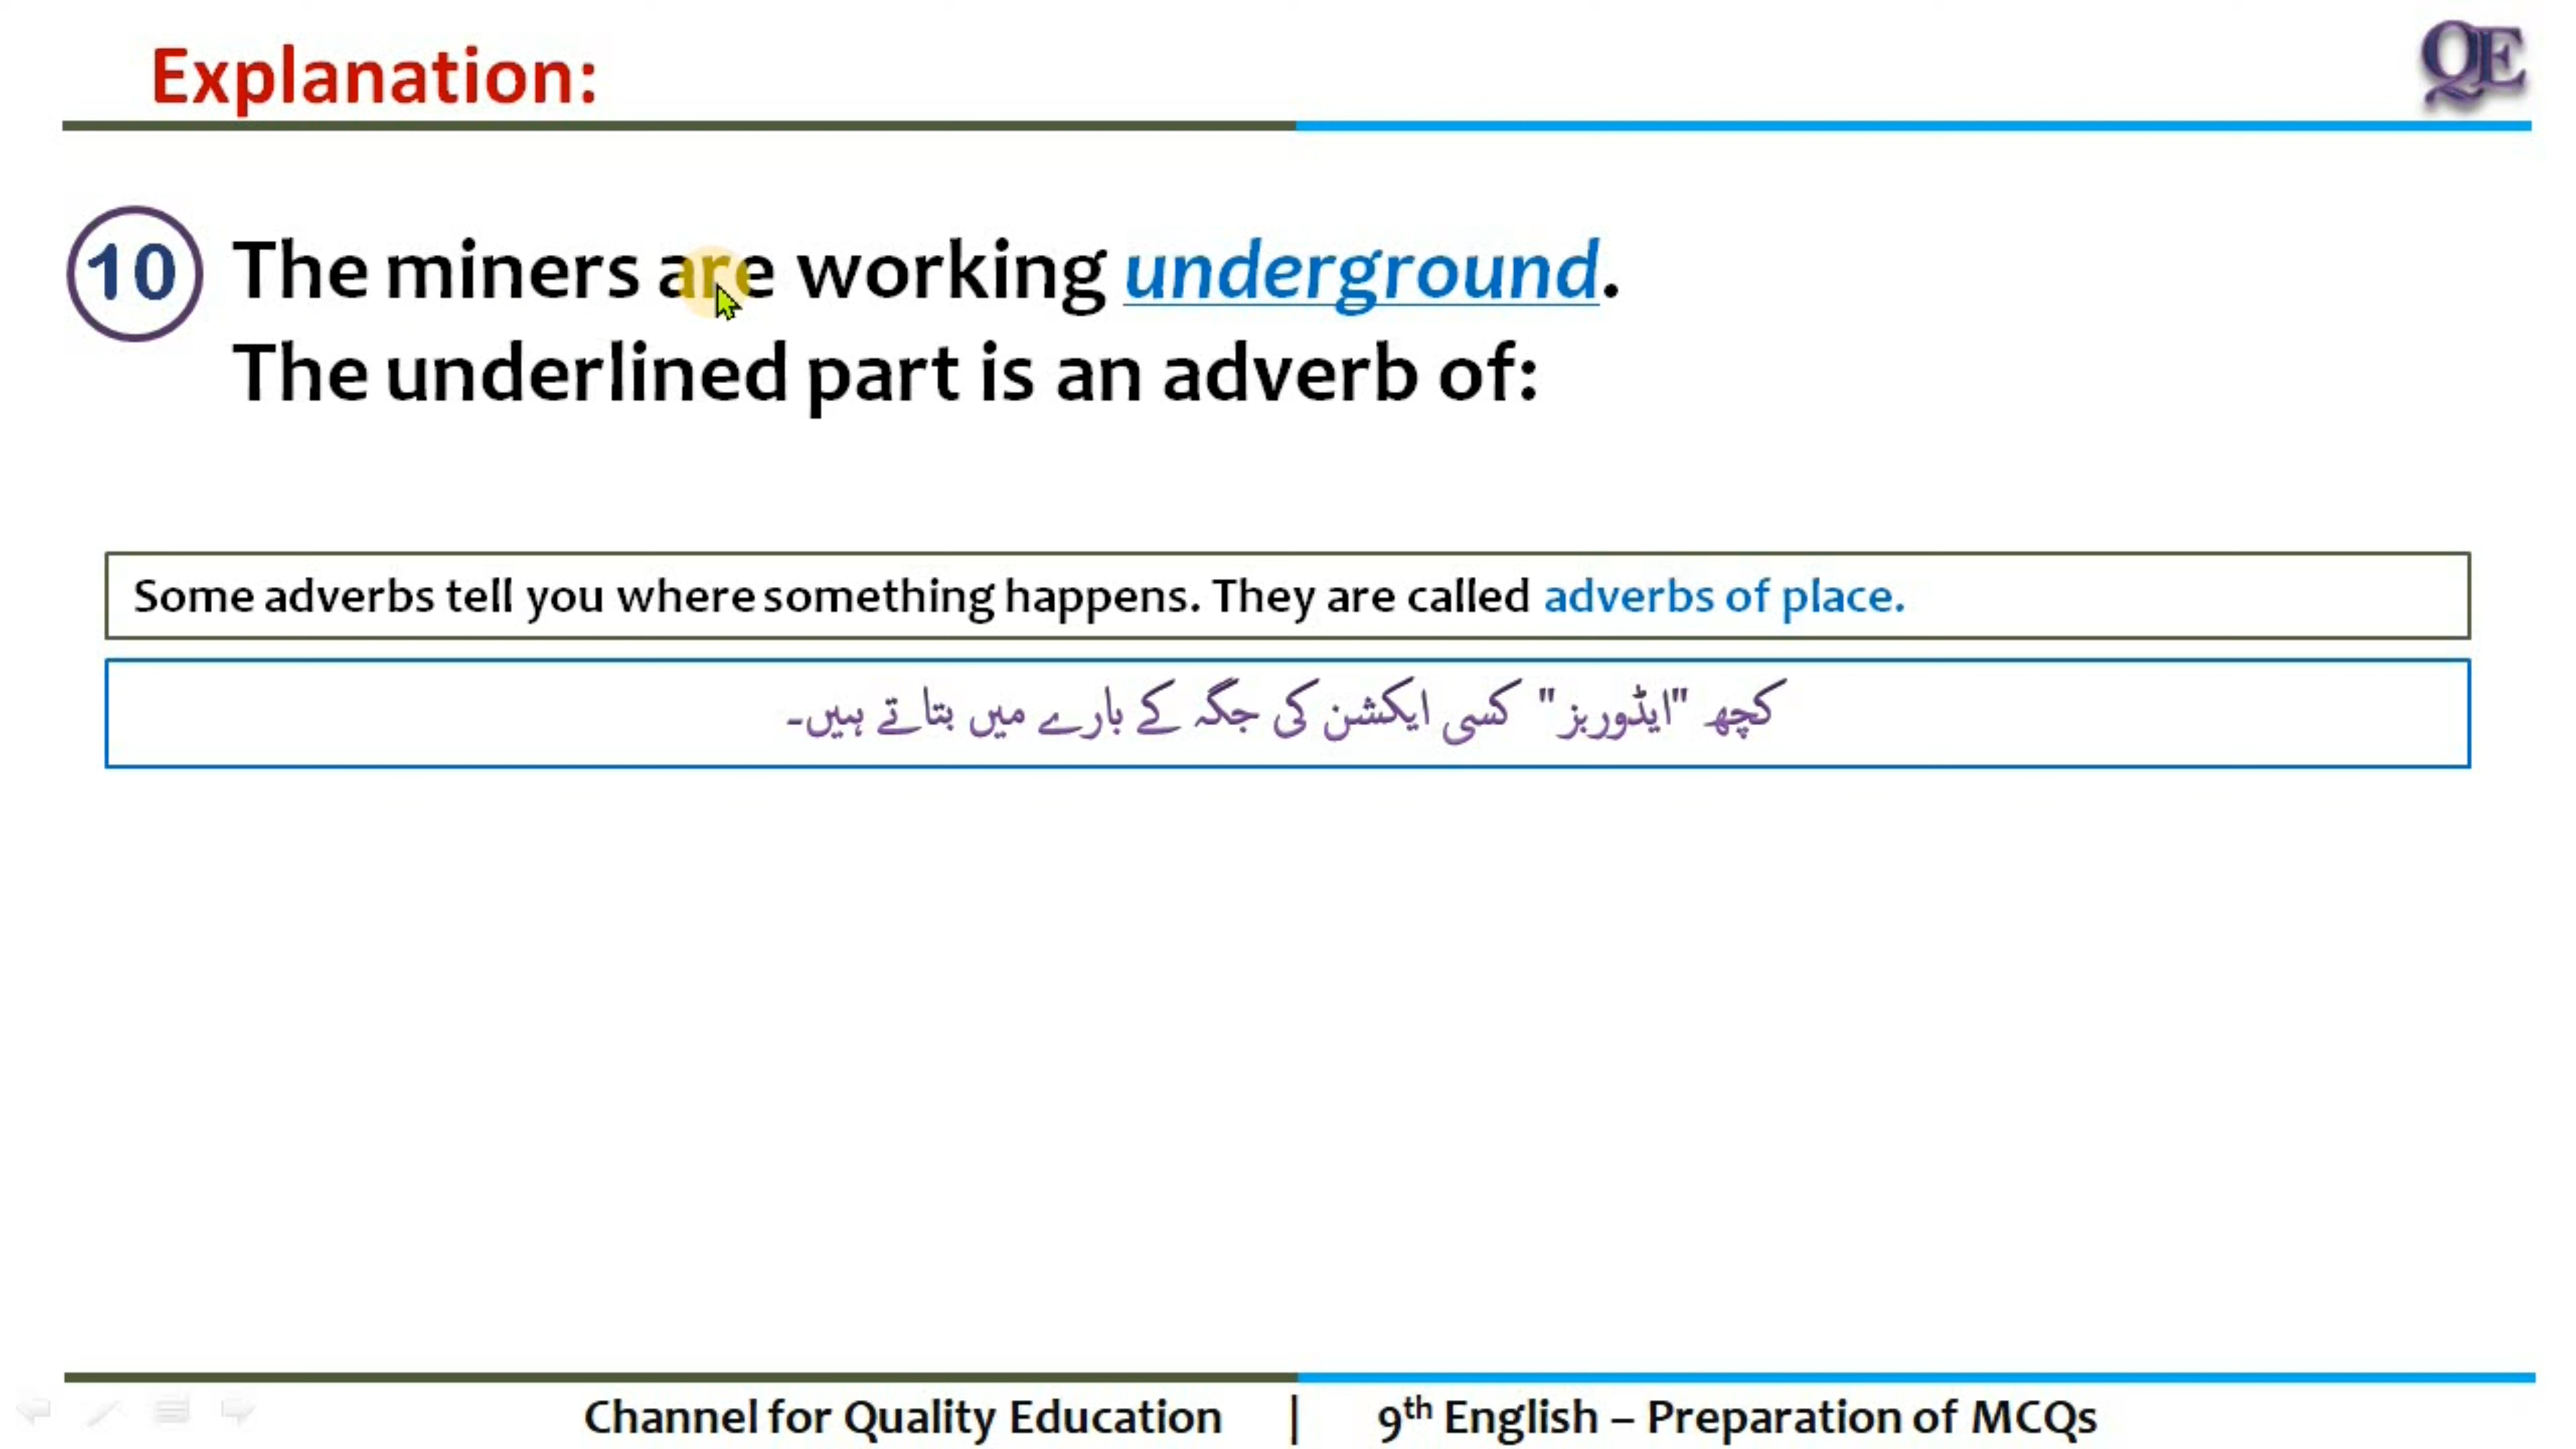 Explanation:
QE
10 The miners are working underground.
The underlined part is an adverb of:
Some adverbs tell you where something happens. They are called adverbs of place.
کچھ "ایڈوربز" کسی ایکشن کی جگہ کے بارے میں بتاتے ہیں۔
Channel for Quality Education | 9th English – Preparation of MCQs